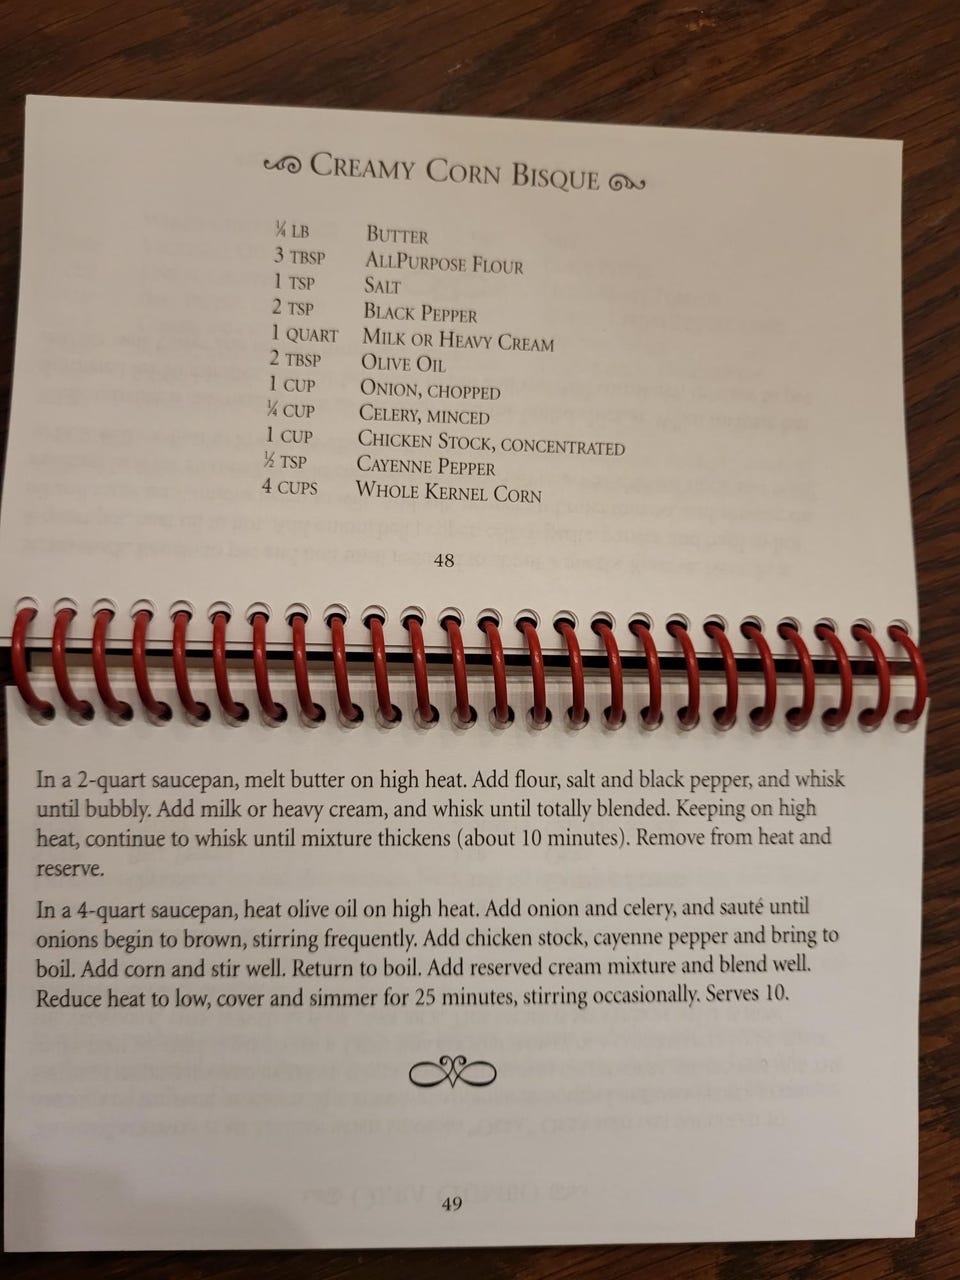 CREAMY CORN BISQUE
¼ LB BUTTER
3 TBSP ALLPURPOSE FLOUR
1 TSP SALT
2 TSP BLACK PEPPER
1 QUART MILK OR HEAVY CREAM
2 TBSP OLIVE OIL
1 CUP ONION, CHOPPED
¼ CUP CELERY, MINCED
1 CUP CHICKEN STOCK, CONCENTRATED
½ TSP CAYENNE PEPPER
4 CUPS WHOLE KERNEL CORN
48
In a 2-quart saucepan, melt butter on high heat. Add flour, salt and black pepper, and whisk
until bubbly. Add milk or heavy cream, and whisk until totally blended. Keeping on high
heat, continue to whisk until mixture thickens (about 10 minutes). Remove from heat and
reserve.
In a 4-quart saucepan, heat olive oil on high heat. Add onion and celery, and sauté until
onions begin to brown, stirring frequently. Add chicken stock, cayenne pepper and bring to
boil. Add corn and stir well. Return to boil. Add reserved cream mixture and blend well.
Reduce heat to low, cover and simmer for 25 minutes, stirring occasionally. Serves 10.
49